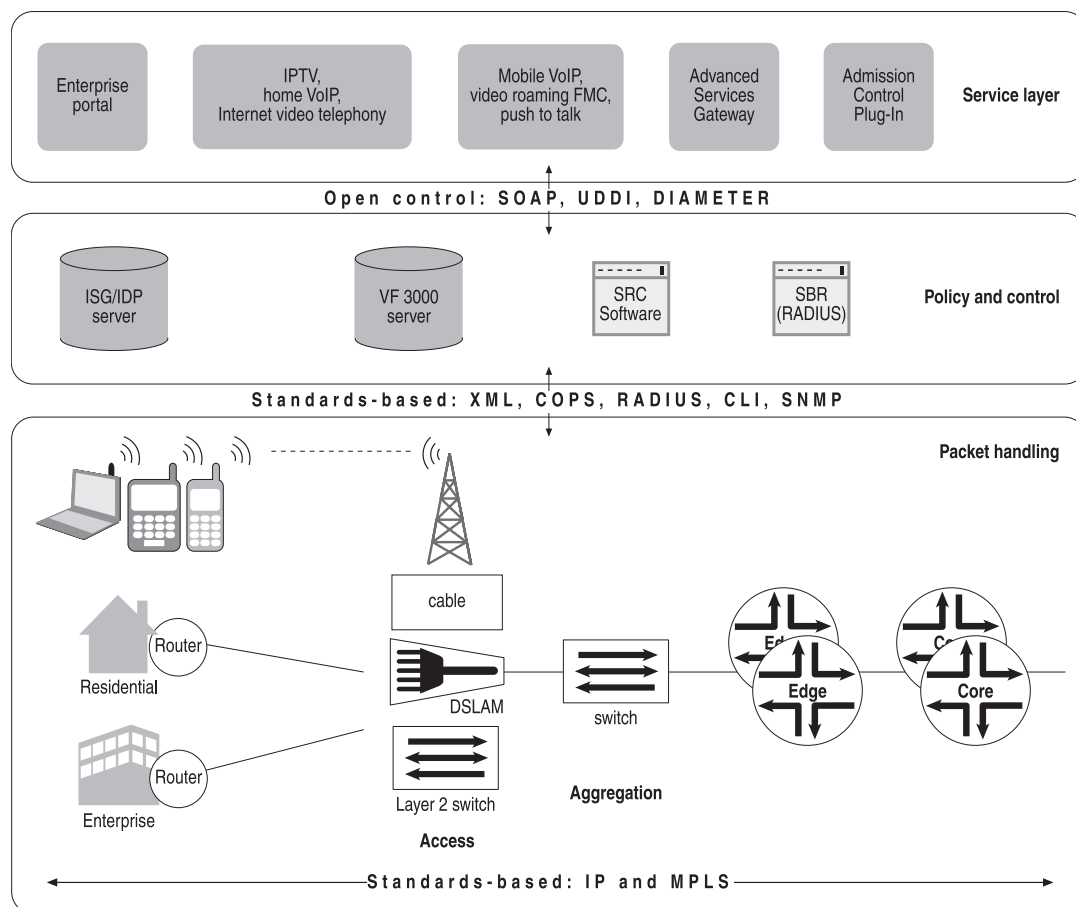 Enterprise
portal
IPTV,
home VoIP,
Internet video telephony
Mobile VoIP,
video roaming FMC,
push to talk
Advanced
Services
Gateway
Admission
Control
Plug-In
Service layer
Open control: SOAP, UDDI, DIAMETER
ISG/IDP
server
VF 3000
server
SRC
Software
SBR
(RADIUS)
Policy and control
Standards-based: XML, COPS, RADIUS, CLI, SNMP
Packet handling
cable
Router
Residential
DSLAM
switch
Edge
Core
Router
Enterprise
Layer 2 switch
Aggregation
Access
Standards-based: IP and MPLS